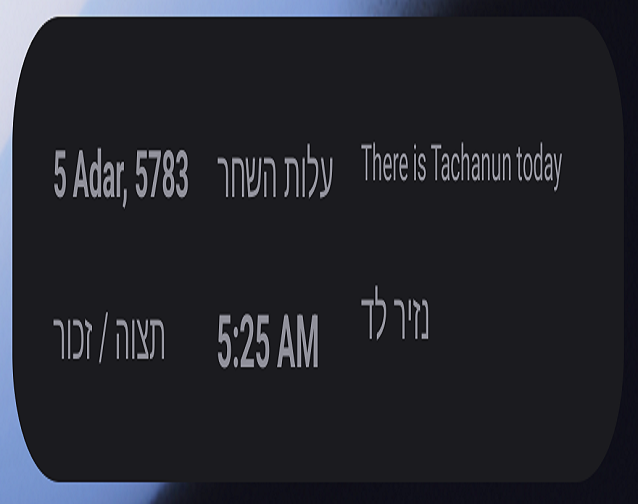 5 Adar, 5783
תצוה / זכור
עלות השחר
5:25 AM
There is Tachanun today
נזיר לד